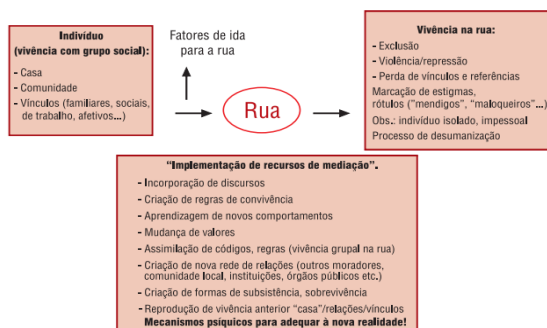 Indivíduo
(vivência com grupo social):
- Casa
- Comunidade
- Vínculos (familiares, sociais,
de trabalho, afetivos...)
Fatores de ida
para a rua
Rua
Vivência na rua:
- Exclusão
- Violência/repressão
- Perda de vínculos e referências
Marcação de estigmas,
rótulos ("mendigos", "maloqueiros"...)
Obs.: indivíduo isolado, impessoal
Processo de desumanização
"Implementação de recursos de mediação".
- Incorporação de discursos
- Criação de regras de convivência
- Aprendizagem de novos comportamentos
- Mudança de valores
- Assimilação de códigos, regras (vivência grupal na rua)
- Criação de nova rede de relações (outros moradores,
comunidade local, instituições, órgãos públicos etc.)
- Criação de formas de subsistência, sobrevivência
- Reprodução de vivência anterior "casa"/relações/vínculos
Mecanismos psíquicos para adequar à nova realidade!